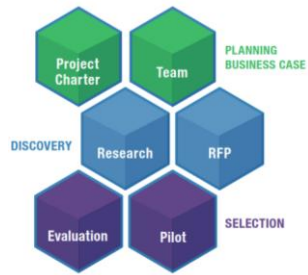 Project
Charter
Team
PLANNING
BUSINESS CASE
DISCOVERY
Research
RFP
Evaluation
Pilot
SELECTION